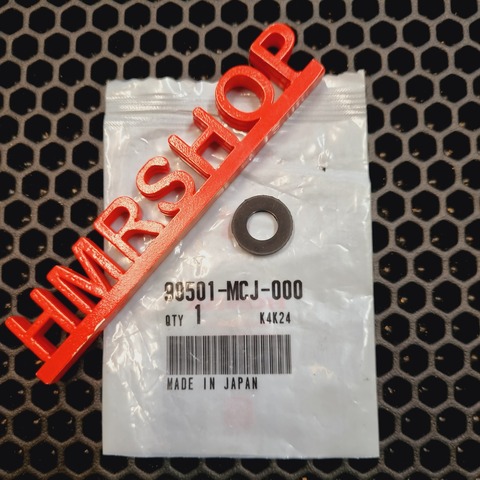 HMRSHOP
90501-MCJ-000
QTY 1 K4K24
MADE IN JAPAN